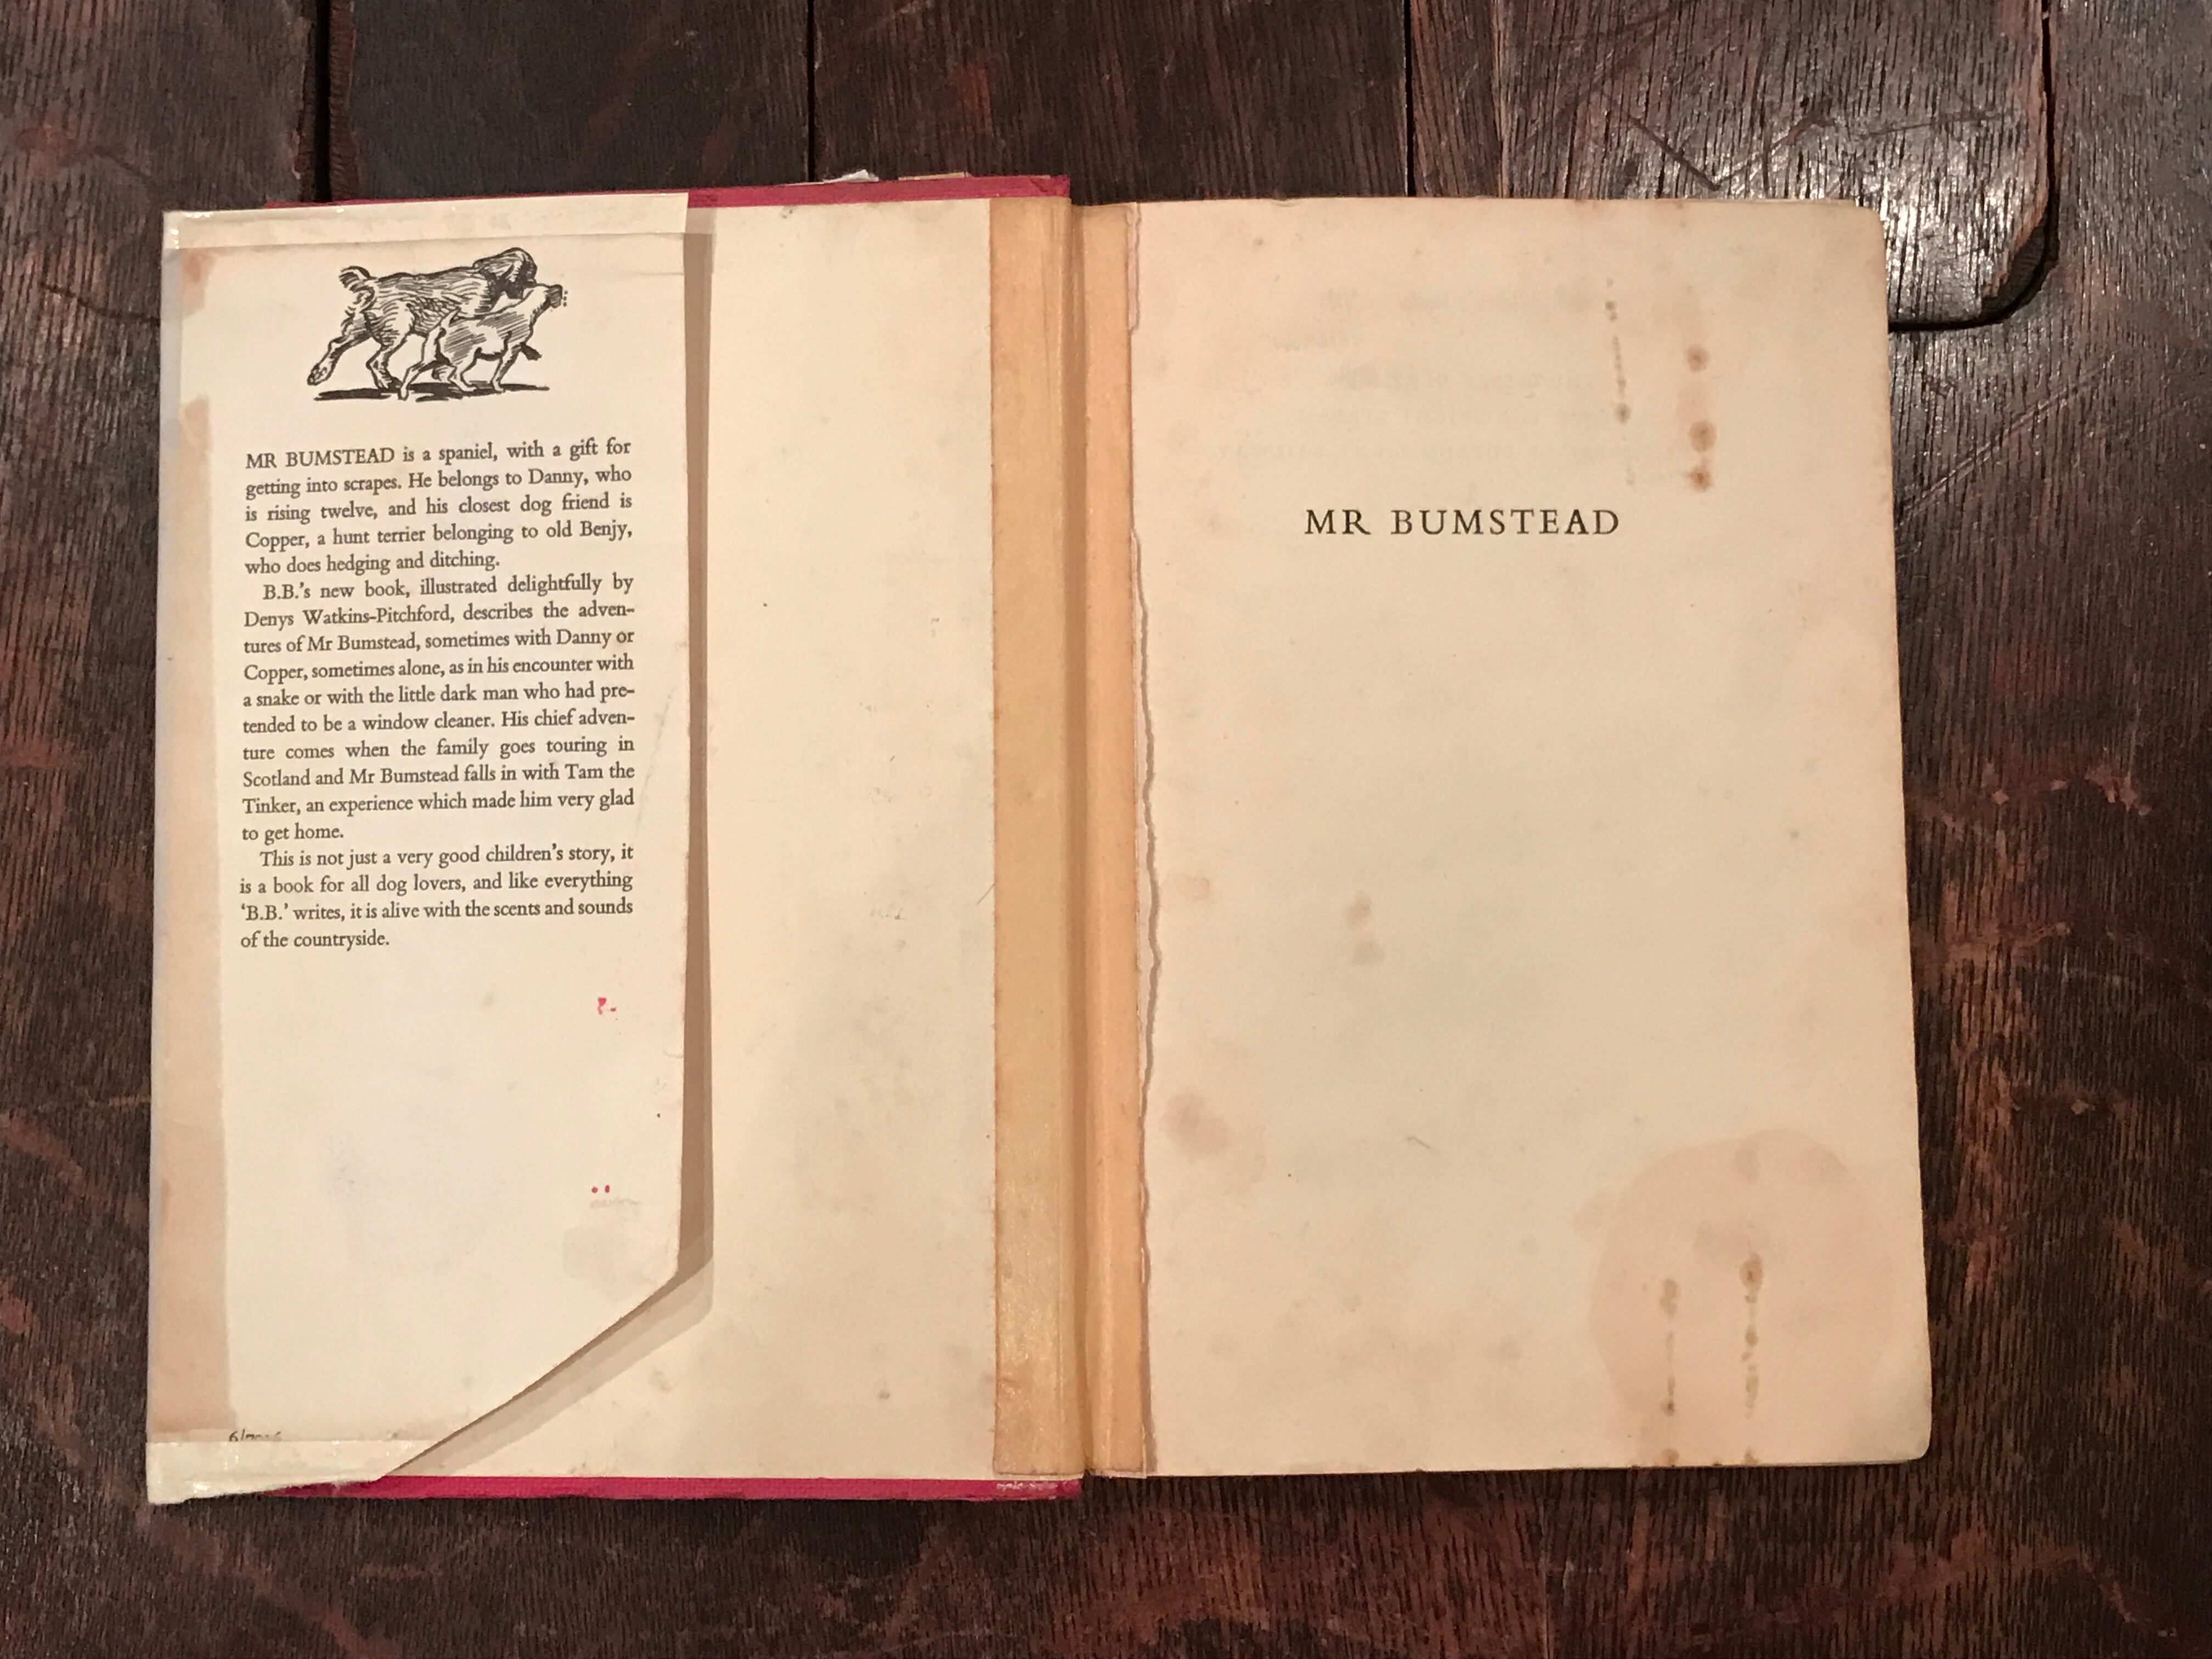 MR BUMSTEAD is a spaniel, with a gift for
getting into scrapes. He belongs to Danny, who
is rising twelve, and his closest dog friend is
Copper, a hunt terrier belonging to old Benjy,
who does hedging and ditching.
B.B.'s new book, illustrated delightfully by
Denys Watkins-Pitchford, describes the adven-
tures of Mr Bumstead, sometimes with Danny or
Copper, sometimes alone, as in his encounter with
a snake or with the little dark man who had pre-
tended to be a window cleaner. His chief adven-
ture comes when the family goes touring in
Scotland and Mr Bumstead falls in with Tam the
Tinker, an experience which made him very glad
to get home.
This is not just a very good children's story, it
is a book for all dog lovers, and like everything
'B.B.' writes, it is alive with the scents and sounds
of the countryside.
MR BUMSTEAD